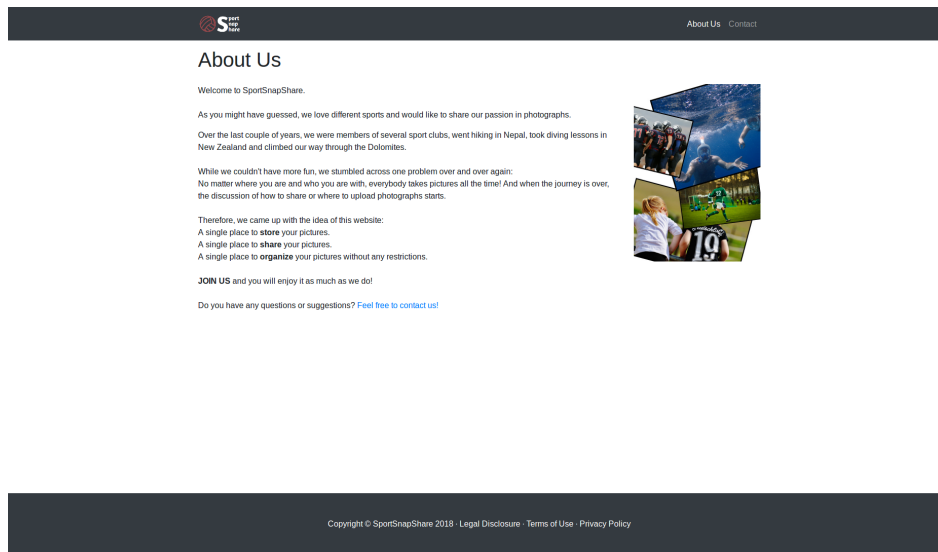 Sport
Snap
Share
About Us
Contact
About Us
Welcome to SportSnapShare.
As you might have guessed, we love different sports and would like to share our passion in photographs.
Over the last couple of years, we were members of several sport clubs, went hiking in Nepal, took diving lessons in
New Zealand and climbed our way through the Dolomites.
While we couldn't have more fun, we stumbled across one problem over and over again:
No matter where you are and who you are with, everybody takes pictures all the time! And when the journey is over,
the discussion of how to share or where to upload photographs starts.
Therefore, we came up with the idea of this website:
A single place to store your pictures.
A single place to share your pictures.
A single place to organize your pictures without any restrictions.
JOIN US and you will enjoy it as much as we do!
Do you have any questions or suggestions? Feel free to contact us!
19
Copyright © SportSnapShare 2018 · Legal Disclosure · Terms of Use · Privacy Policy